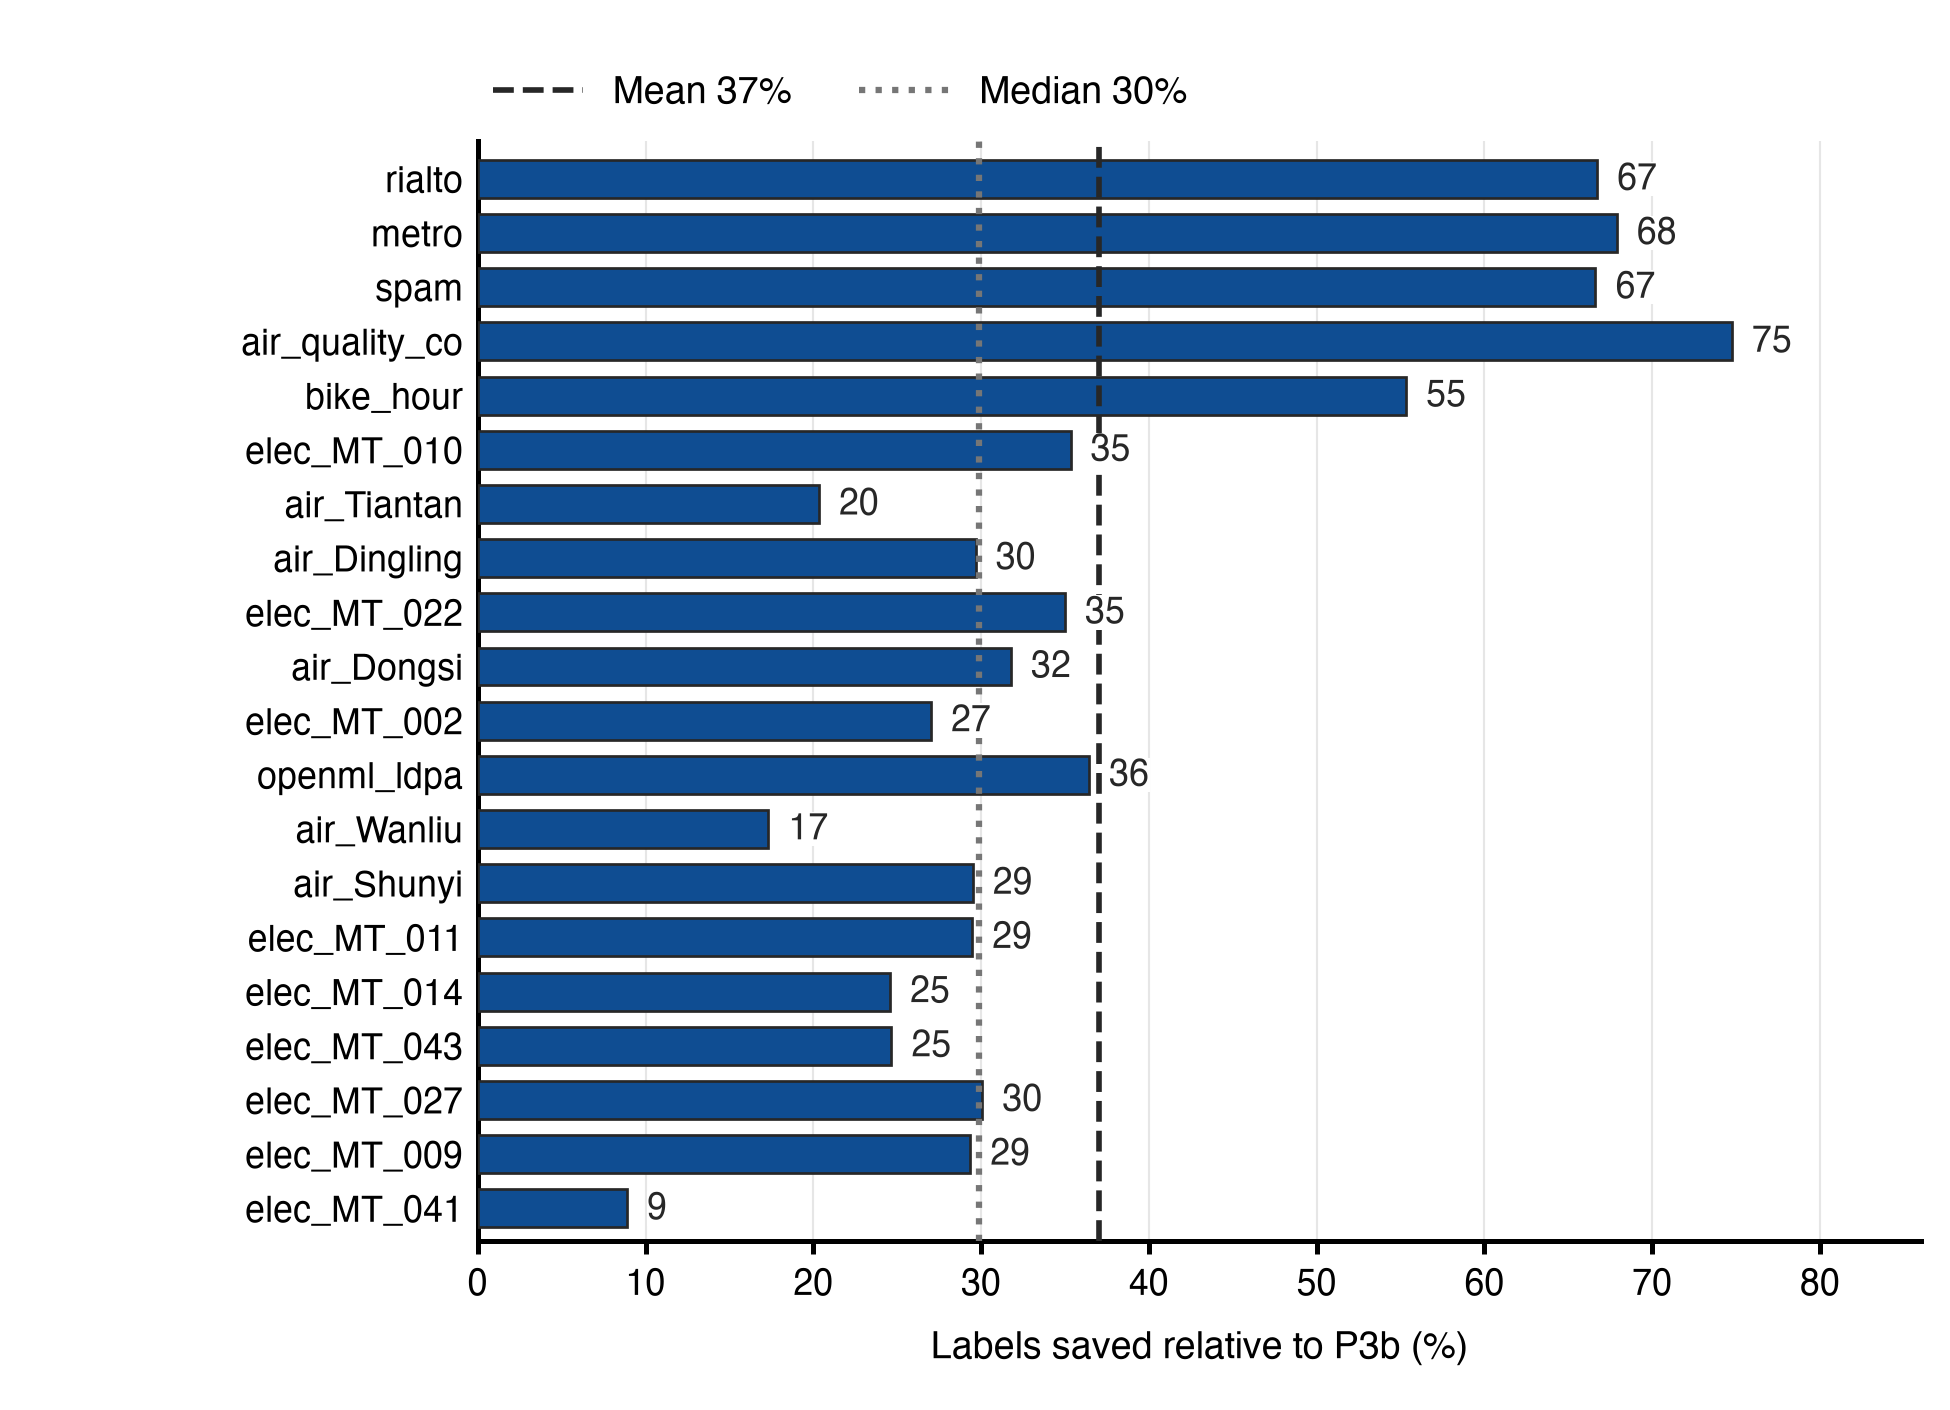 Mean 37% Median 30%
rialto 67
metro 68
spam 67
air_quality_co 75
bike_hour 55
elec_MT_010 35
air_Tiantan 20
air_Dingling 30
elec_MT_022 35
air_Dongsi 32
elec_MT_002 27
openml_ldpa 36
air_Wanliu 17
air_Shunyi 29
elec_MT_011 29
elec_MT_014 25
elec_MT_043 25
elec_MT_027 30
elec_MT_009 29
elec_MT_041 9
0 10 20 30 40 50 60 70 80
Labels saved relative to P3b (%)